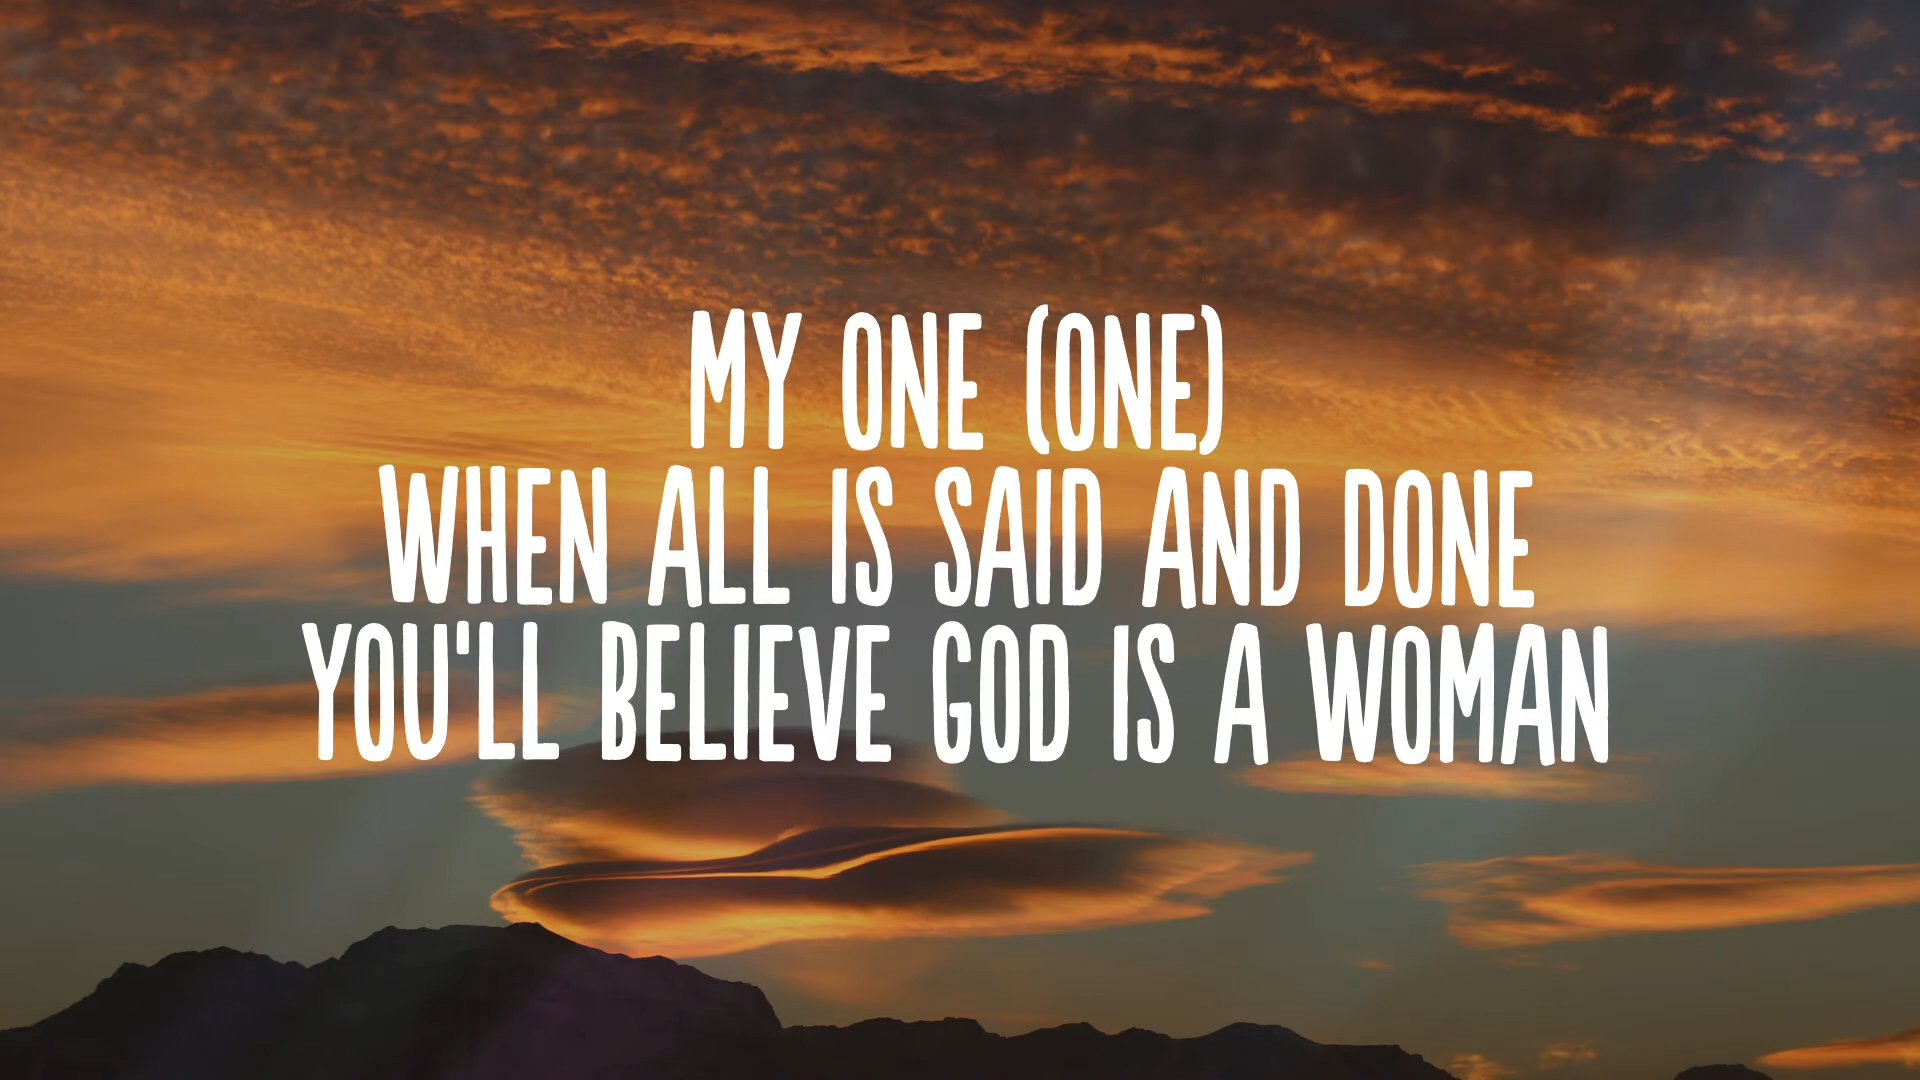 MY ONE (ONE)
WHEN ALL IS SAID AND DONE
YOU'LL BELIEVE GOD IS A WOMAN